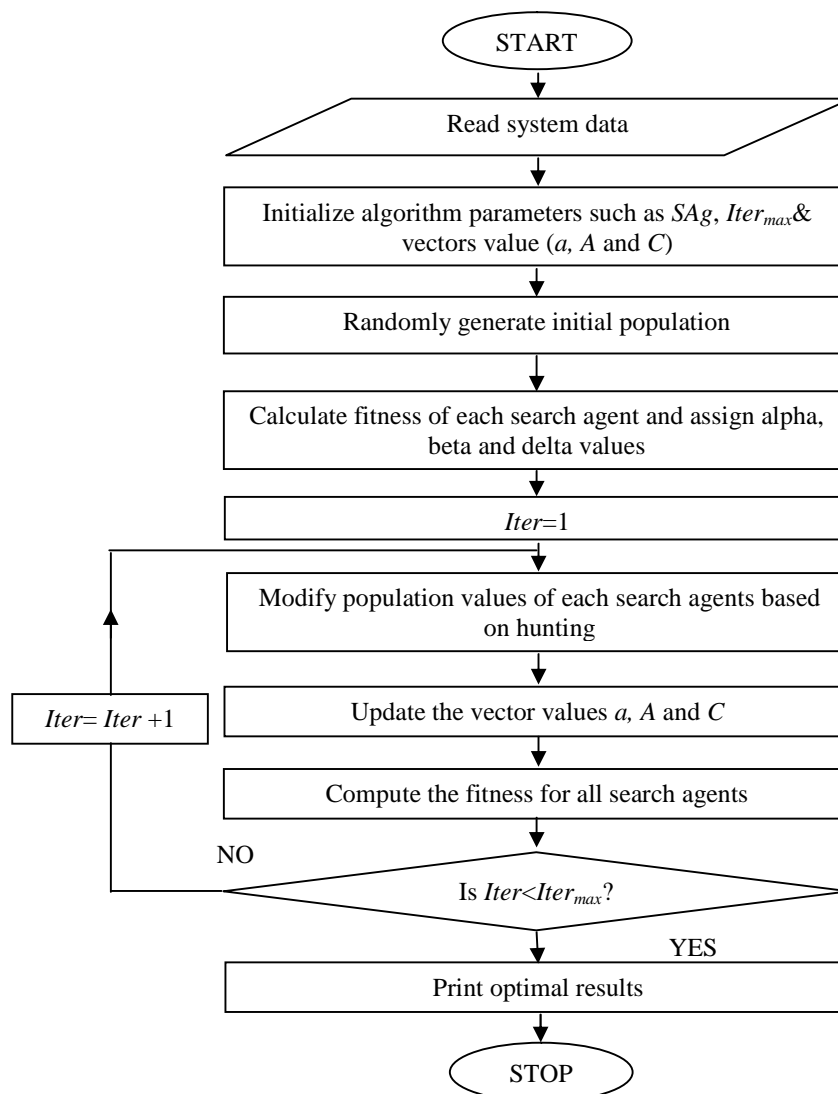 START
Read system data
Initialize algorithm parameters such as SAg, Iter_max&
vectors value (a, A and C)
Randomly generate initial population
Calculate fitness of each search agent and assign alpha,
beta and delta values
Iter=1
Modify population values of each search agents based
on hunting
Iter= Iter +1
Update the vector values a, A and C
Compute the fitness for all search agents
NO
Is Iter<Iter_max?
YES
Print optimal results
STOP